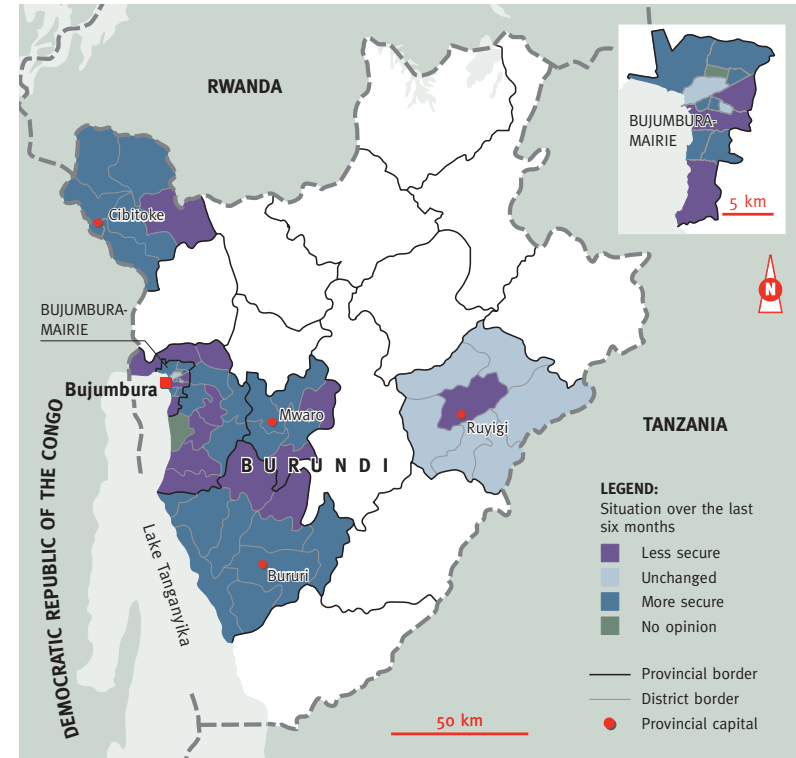 RWANDA
BUJUMBURA-
MAIRIE
5 km
N
Cibitoke
BUJUMBURA-
MAIRIE
Bujumbura
Mwaro
Ruyigi
TANZANIA
BURUNDI
DEMOCRATIC REPUBLIC OF THE CONGO
Lake Tanganyika
Bururi
LEGEND:
Situation over the last
six months
Less secure
Unchanged
More secure
No opinion
Provincial border
District border
Provincial capital
50 km